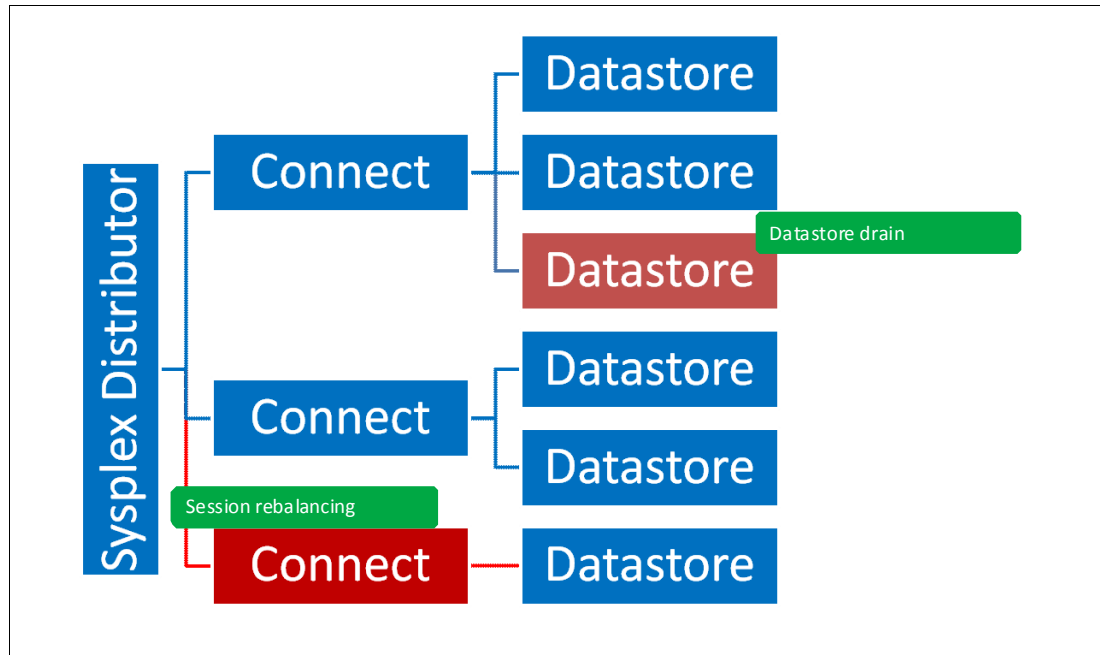 Sysplex Distributor
Connect
Datastore
Datastore
Datastore
Datastore drain
Connect
Datastore
Datastore
Session rebalancing
Connect
Datastore